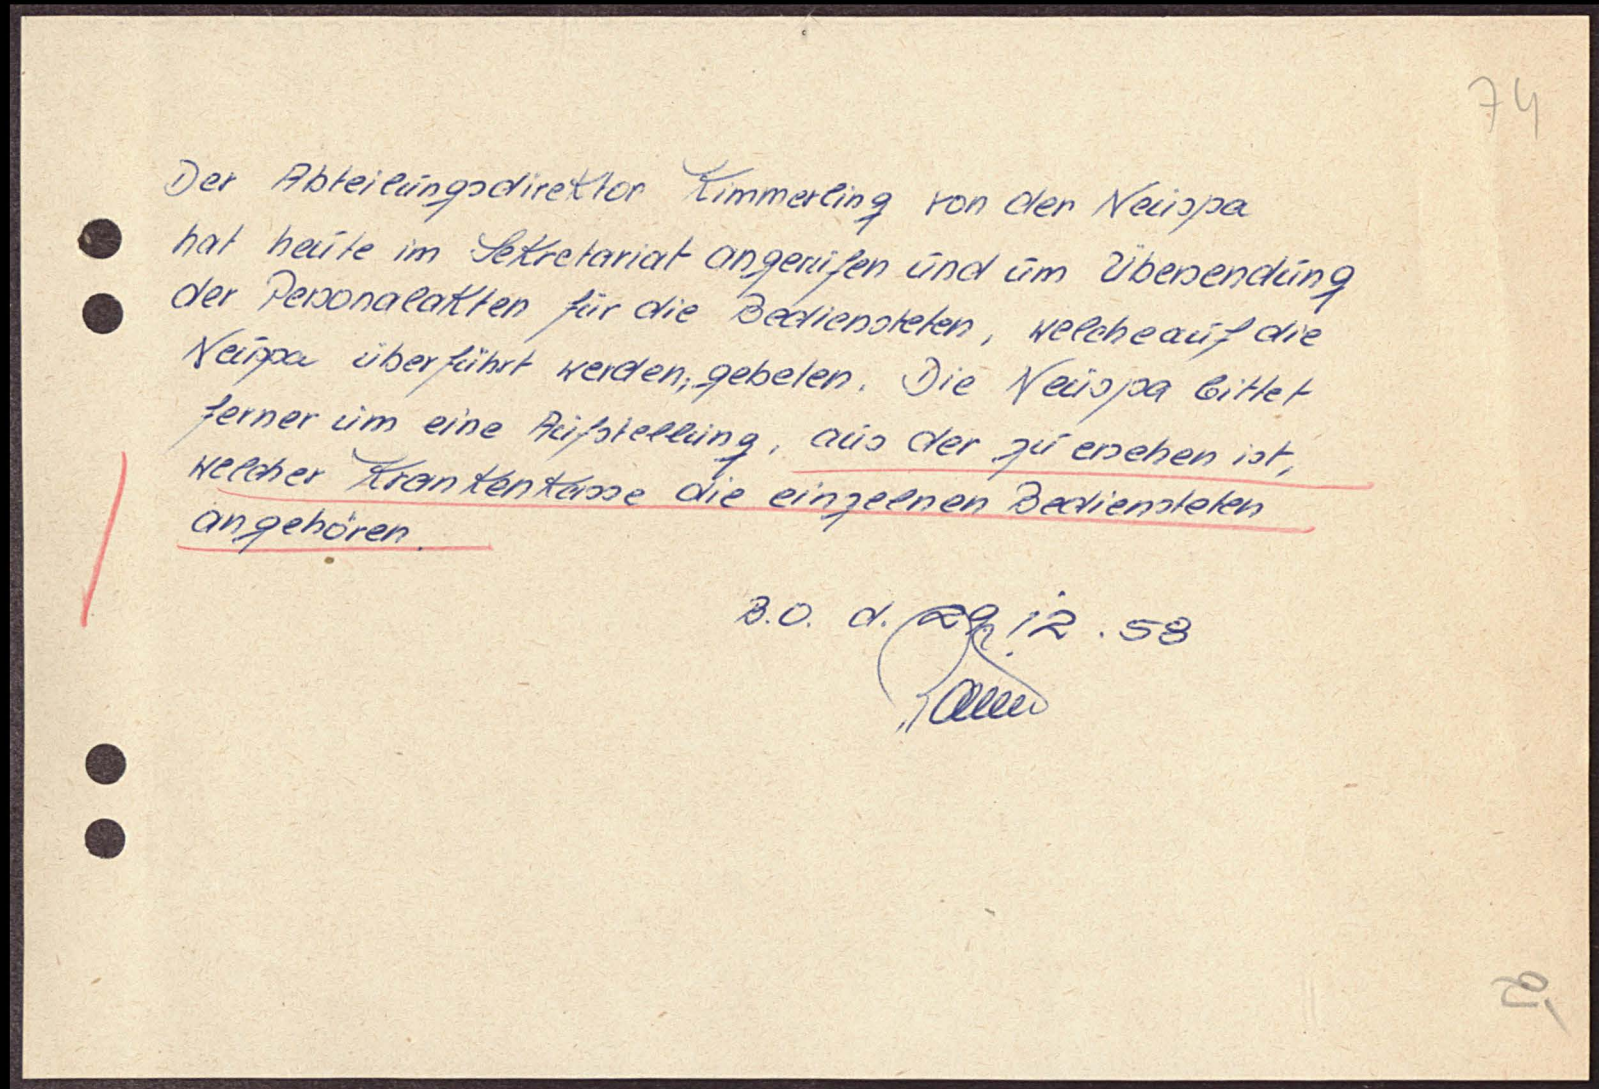 74
Der Abteilungsdirektor Kimmerling von der Neuspa
hat heute im Sekretariat angerufen und um Übersendung
der Personalakten für die Bediensteten, welche auf die
Neuspa überführt werden, gebeten. Die Neuspa bittet
ferner um eine Aufstellung, aus der zu ersehen ist,
welcher Krankenkasse die einzelnen Bediensteten
angehören.
B.O. d. 29.12.58